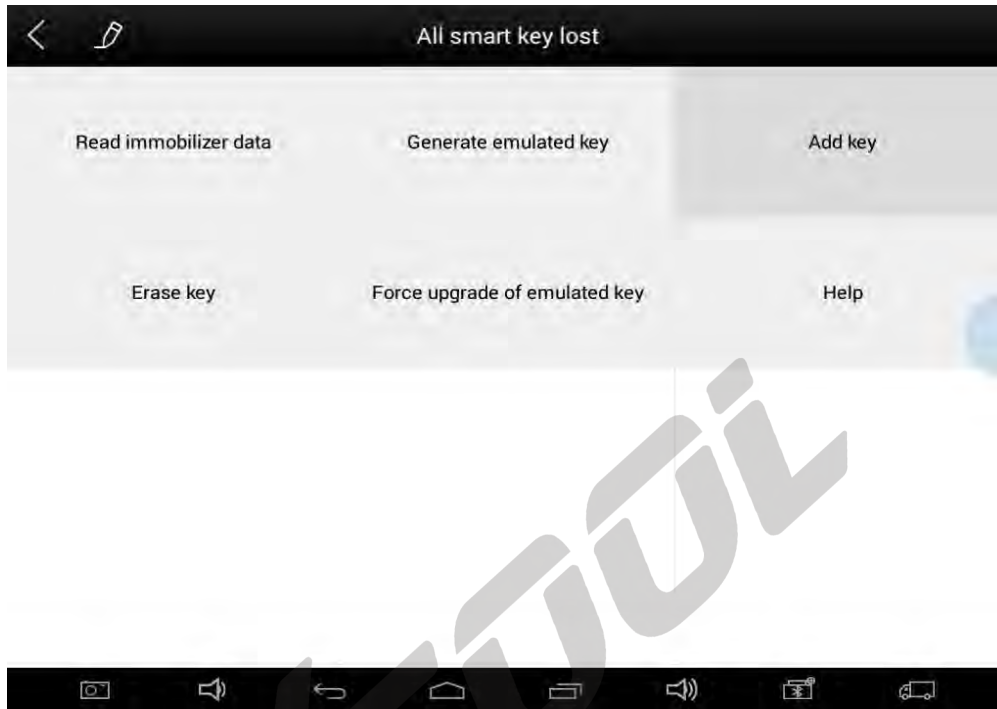 All smart key lost
Read immobilizer data
Generate emulated key
Add key
Erase key
Force upgrade of emulated key
Help